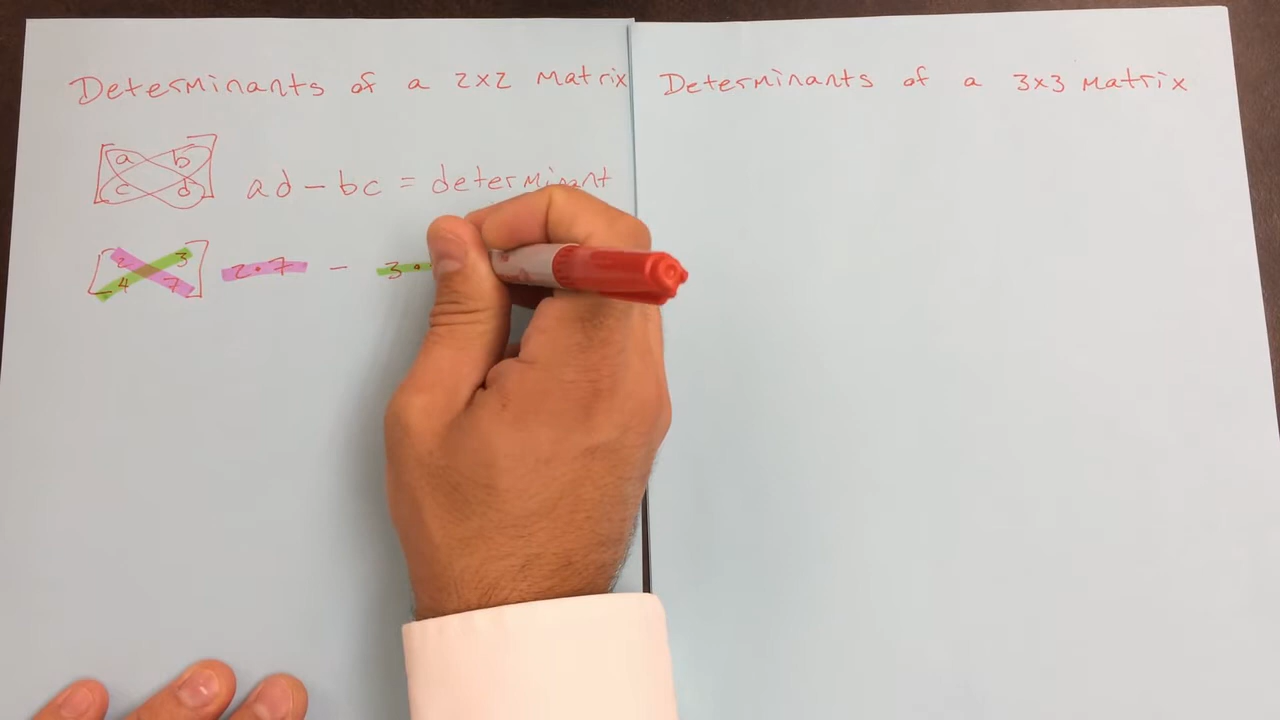 Determinants of a 2x2 Matrix
a b
c d
ad - bc = determinant
2 3
4 7
2·7 - 3·
Determinants of a 3x3 Matrix